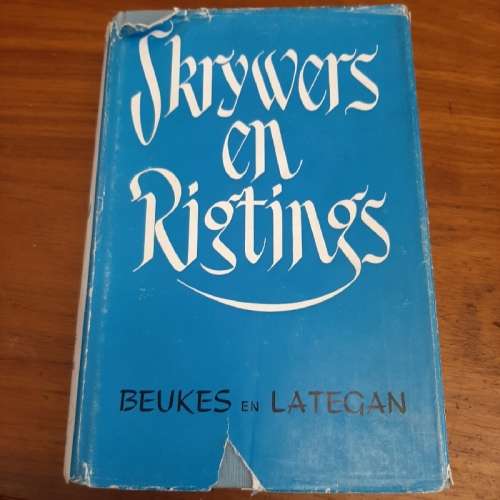 Skrywers
en
Rigtings
BEUKES EN LATEGAN